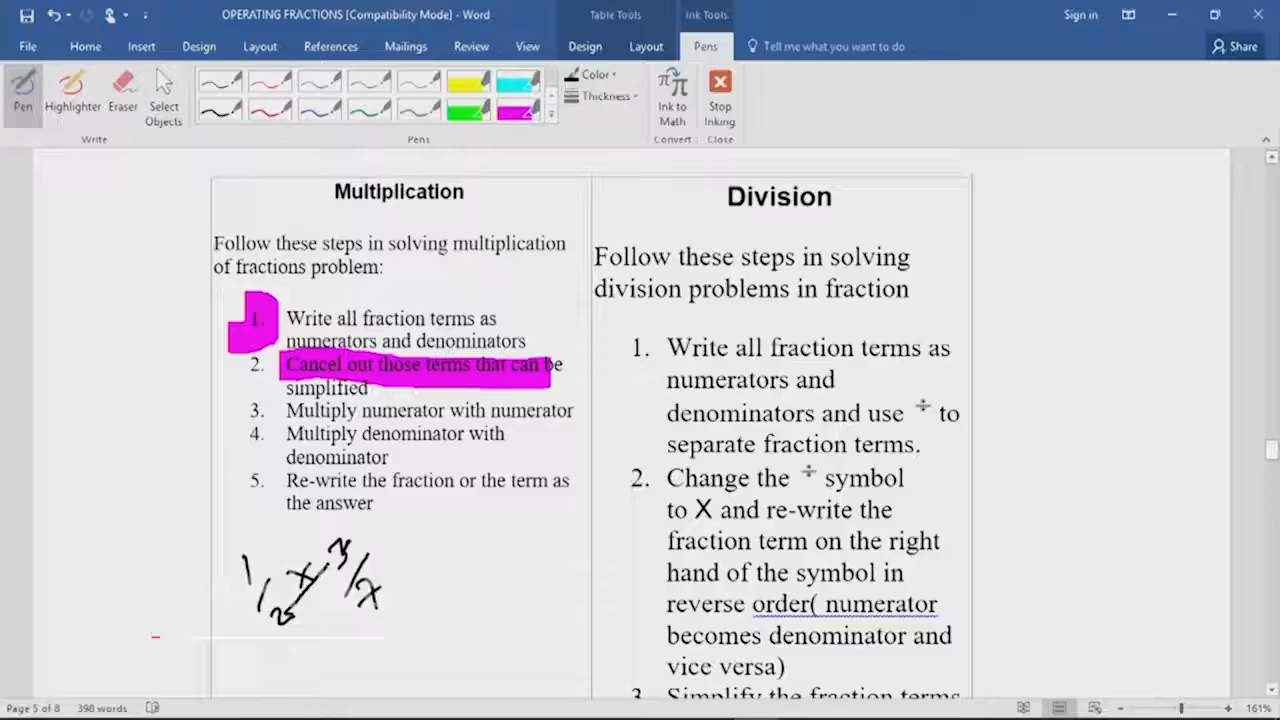 OPERATING FRACTIONS [Compatibility Mode] - Word
Table Tools
Ink Tools
Sign in
File
Home
Insert
Design
Layout
References
Mailings
Review
View
Design
Layout
Pens
Tell me what you want to do
Share
Pen
Highlighter
Eraser
Select
Objects
Color
Thickness
Ink to
Math
Stop
Inking
Write
Pens
Convert
Close
Multiplication
Follow these steps in solving multiplication
of fractions problem:
1. Write all fraction terms as
numerators and denominators
2. Cancel out those terms that can be
simplified
3. Multiply numerator with numerator
4. Multiply denominator with
denominator
5. Re-write the fraction or the term as
the answer
Division
Follow these steps in solving
division problems in fraction
1. Write all fraction terms as
numerators and
denominators and use ÷ to
separate fraction terms.
2. Change the ÷ symbol
to X and re-write the
fraction term on the right
hand of the symbol in
reverse order( numerator
becomes denominator and
vice versa)
3. Simplify the fraction terms
Page 5 of 8
398 words
161%